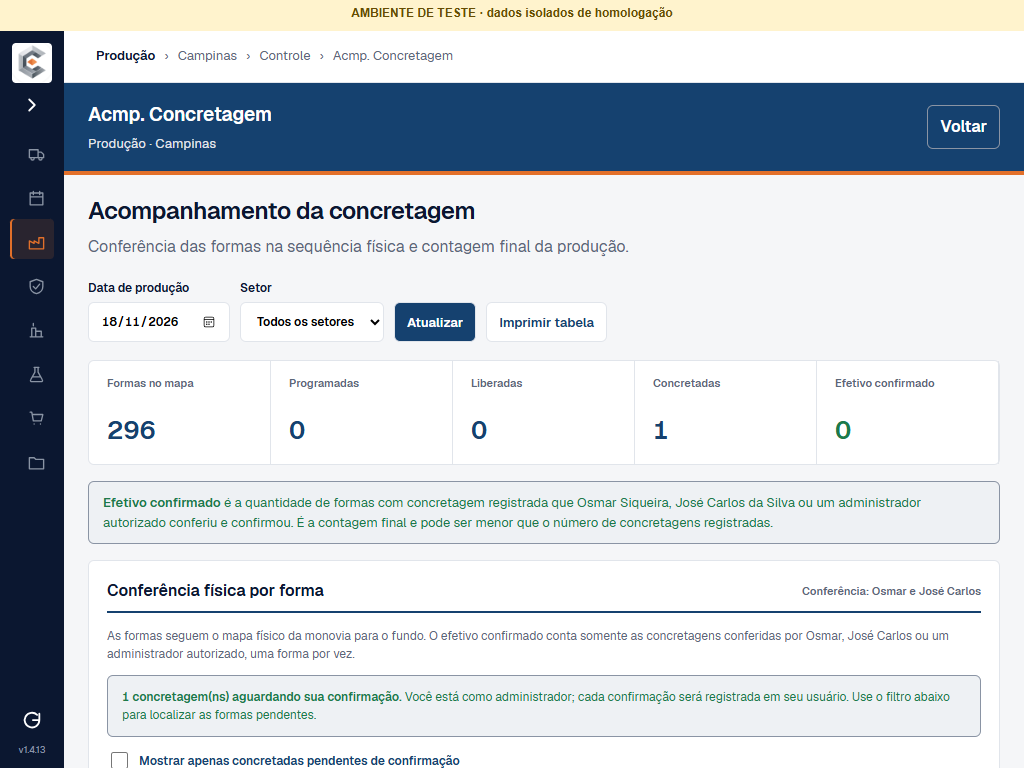 AMBIENTE DE TESTE · dados isolados de homologação
Produção › Campinas › Controle › Acmp. Concretagem
Acmp. Concretagem
Produção · Campinas
Voltar
Acompanhamento da concretagem
Conferência das formas na sequência física e contagem final da produção.
Data de produção
Setor
18/11/2026
Todos os setores
Atualizar
Imprimir tabela
Formas no mapa
Programadas
Liberadas
Concretadas
Efetivo confirmado
296
0
0
1
0
Efetivo confirmado é a quantidade de formas com concretagem registrada que Osmar Siqueira, José Carlos da Silva ou um administrador
autorizado conferiu e confirmou. É a contagem final e pode ser menor que o número de concretagens registradas.
Conferência física por forma
Conferência: Osmar e José Carlos
As formas seguem o mapa físico da monovia para o fundo. O efetivo confirmado conta somente as concretagens conferidas por Osmar, José Carlos ou um
administrador autorizado, uma forma por vez.
1 concretagem(ns) aguardando sua confirmação. Você está como administrador; cada confirmação será registrada em seu usuário. Use o filtro abaixo
para localizar as formas pendentes.
v1.4.13
Mostrar apenas concretadas pendentes de confirmação